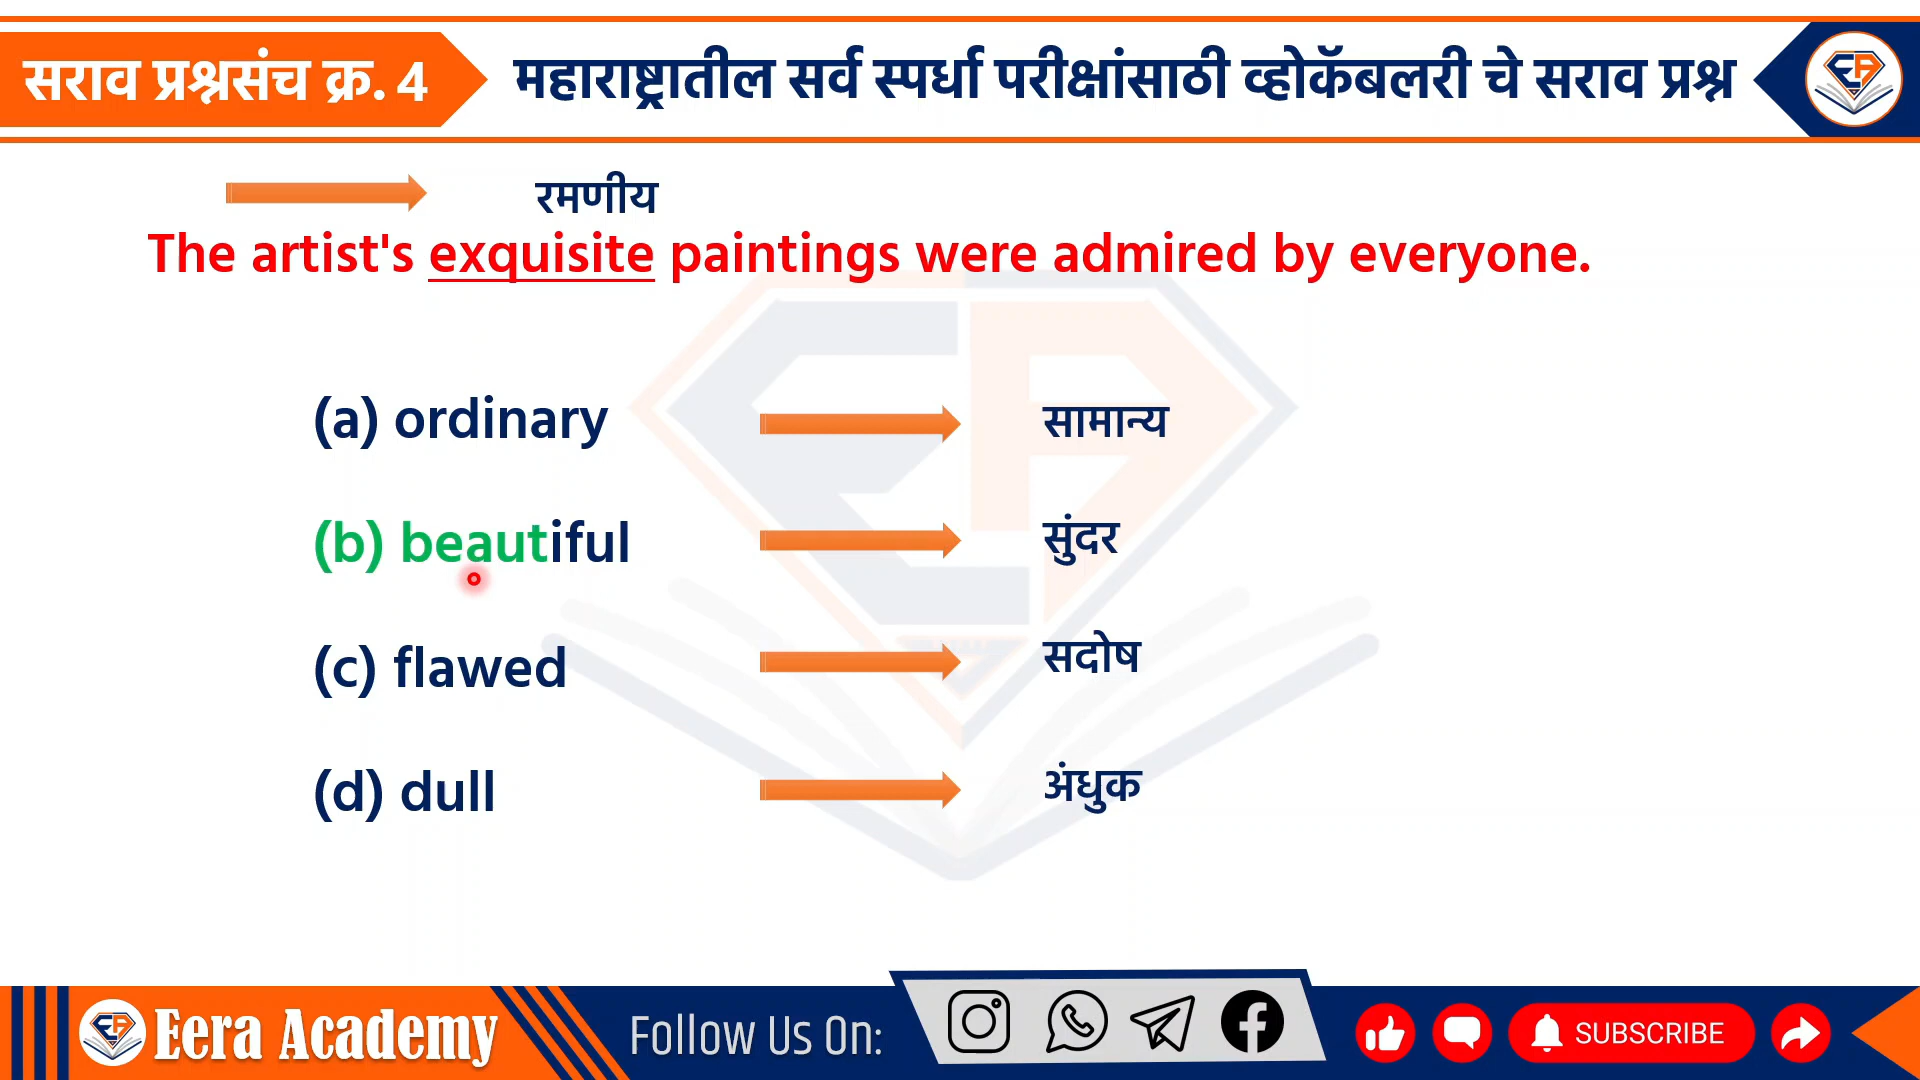 सराव प्रश्नसंच क्र. 4
महाराष्ट्रातील सर्व स्पर्धा परीक्षांसाठी व्होकॅबलरी चे सराव प्रश्न
रमणीय
The artist's exquisite paintings were admired by everyone.
(a) ordinary सामान्य
(b) beautiful सुंदर
(c) flawed सदोष
(d) dull अंधुक
Eera Academy Follow Us On: SUBSCRIBE